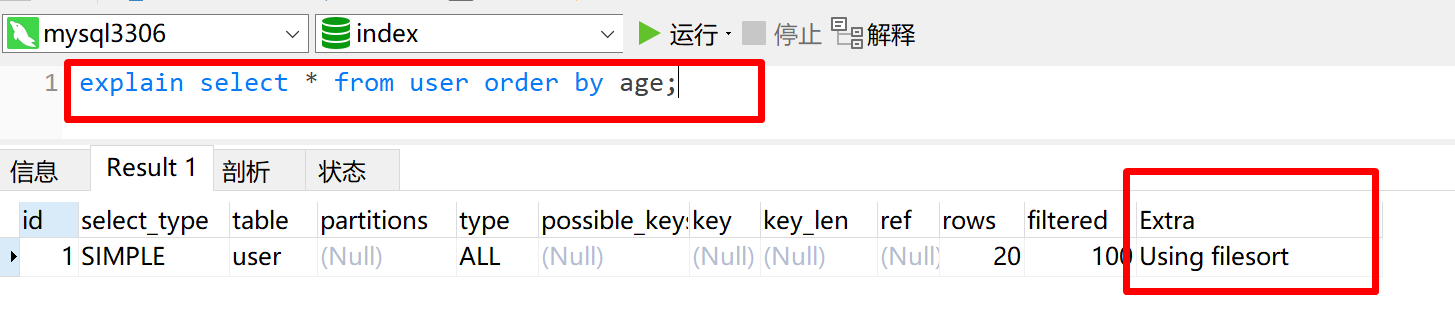 mysql3306 index 运行 停止 解释
1 explain select * from user order by age;
信息 Result 1 剖析 状态
id select_type table partitions type possible_keys key key_len ref rows filtered Extra
1 SIMPLE user (Null) ALL (Null) (Null) (Null) (Null) 20 100 Using filesort